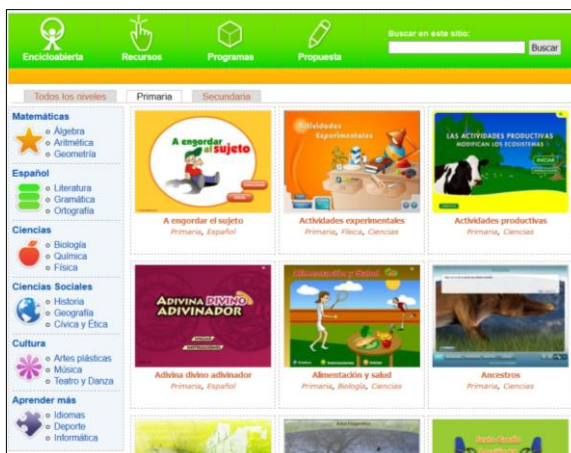 Buscar en este sitio:
Encicloabierta
Recursos
Programas
Propuesta
Buscar
Todos los niveles
Primaria
Secundaria
Matemáticas
Álgebra
Aritmética
Geometría
Español
Literatura
Gramática
Ortografía
Ciencias
Biología
Química
Física
Ciencias Sociales
Historia
Geografía
Cívica y Ética
Cultura
Artes plásticas
Música
Teatro y Danza
Aprender más
Idiomas
Deporte
Informática
A engordar
al sujeto
A engordar el sujeto
Primaria, Español
Actividades
Experimentales
Actividades experimentales
Primaria, Física, Ciencias
LAS ACTIVIDADES PRODUCTIVAS
MODIFICAN LOS ECOSISTEMAS
INICIAR
Actividades productivas
Primaria, Ciencias
ADIVINA DIVINO
ADIVINADOR
Adivina divino adivinador
Primaria, Español
Alimentación y Salud
Alimentación y salud
Primaria, Biología, Ciencias
Ancestros
Primaria, Ciencias